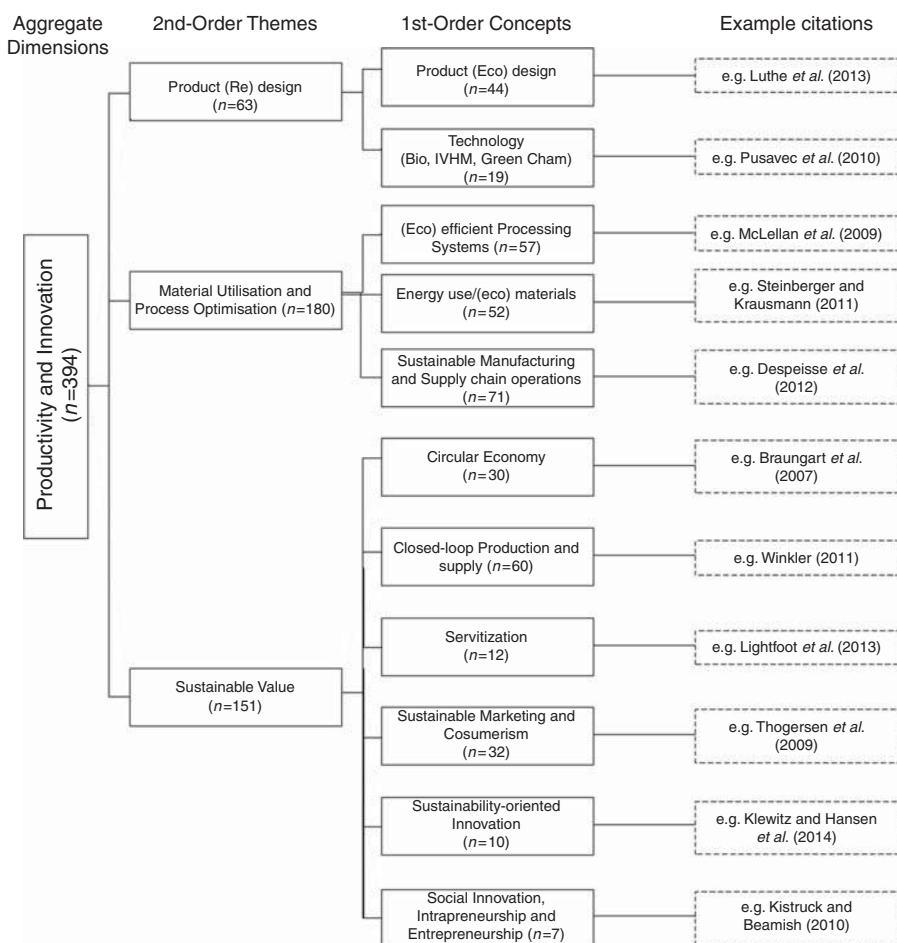 Aggregate
Dimensions
2nd-Order Themes
1st-Order Concepts
Example citations
Productivity and Innovation
(n=394)
Product (Re) design
(n=63)
Product (Eco) design
(n=44)
e.g. Luthe et al. (2013)
Technology
(Bio, IVHM, Green Cham)
(n=19)
e.g. Pusavec et al. (2010)
Material Utilisation and
Process Optimisation (n=180)
(Eco) efficient Processing
Systems (n=57)
e.g. McLellan et al. (2009)
Energy use/(eco) materials
(n=52)
e.g. Steinberger and
Krausmann
(2011)
Sustainable Manufacturing
and Supply chain operations
(n=71)
e.g. Despeisse et al.
(2012)
Sustainable Value
(n=151)
Circular Economy
(n=30)
e.g. Braungart et al.
(2007)
Closed-loop Production and
supply (n=60)
e.g. Winkler (2011)
Servitization
(n=12)
e.g. Lightfoot et al. (2013)
Sustainable Marketing and
Cosumerism
(n=32)
e.g. Thogersen et al.
(2009)
Sustainability-oriented
Innovation
(n=10)
e.g. Klewitz and Hansen
et al. (2014)
Social Innovation,
Intrapreneurship and
Entrepreneurship (n=7)
e.g. Kistruck and
Beamish (2010)